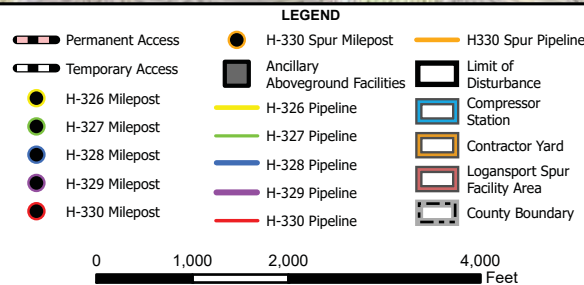 LEGEND
Permanent Access
Temporary Access
H-326 Milepost
H-327 Milepost
H-328 Milepost
H-329 Milepost
H-330 Milepost
H-330 Spur Milepost
Ancillary
Aboveground Facilities
H-326 Pipeline
H-327 Pipeline
H-328 Pipeline
H-329 Pipeline
H-330 Pipeline
H330 Spur Pipeline
Limit of
Disturbance
Compressor
Station
Contractor Yard
Logansport Spur
Facility Area
County Boundary
0 1,000 2,000 4,000
Feet